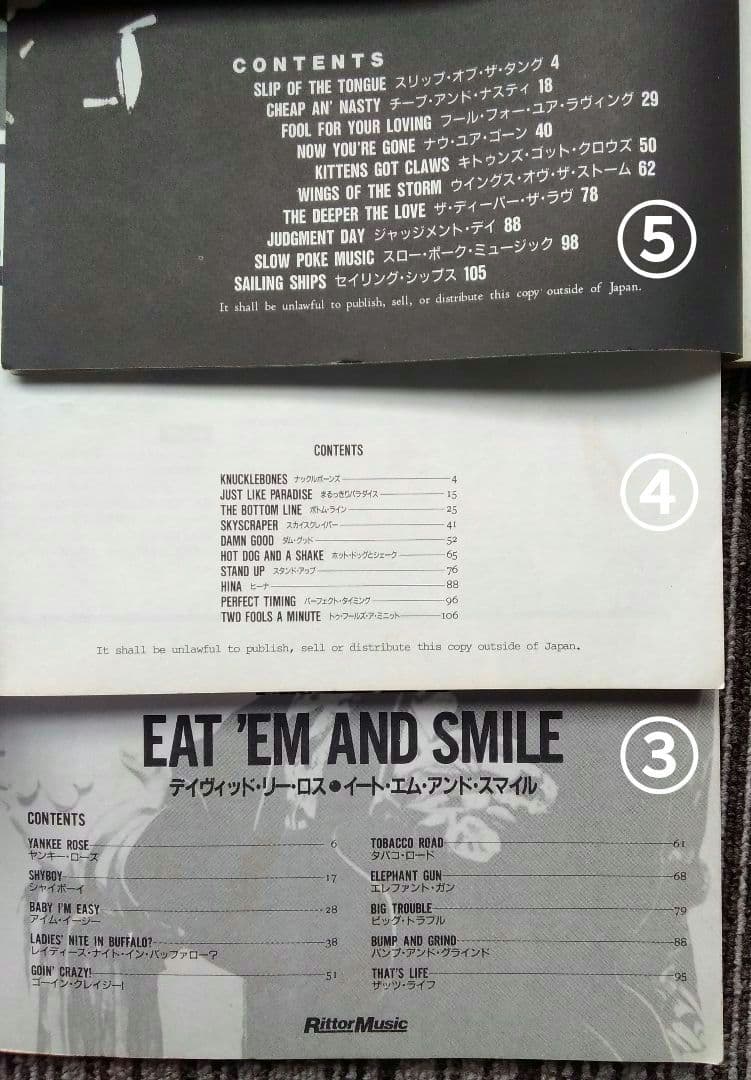 CONTENTS
SLIP OF THE TONGUE スリップ・オブ・ザ・タング 4
CHEAP AN' NASTY チープ・アンド・ナスティ 18
FOOL FOR YOUR LOVING フール・フォー・ユア・ラヴィング 29
NOW YOU'RE GONE ナウ・ユア・ゴーン 40
KITTENS GOT CLAWS キトゥンズ・ゴット・クロウズ 50
WINGS OF THE STORM ウイングス・オヴ・ザ・ストーム 62
THE DEEPER THE LOVE ザ・ディーパー・ザ・ラヴ 78
JUDGMENT DAY ジャッジメント・デイ 88
SLOW POKE MUSIC スロー・ポーク・ミュージック 98
SAILING SHIPS セイリング・シップス 105
It shall be unlawful to publish, sell, or distribute this copy outside of Japan.
⑤
CONTENTS
KNUCKLEBONES ナックルボーンズ 4
JUST LIKE PARADISE まるっきりパラダイス 15
THE BOTTOM LINE ボトム・ライン 25
SKYSCRAPER スカイスクレイパー 41
DAMN GOOD ダム・グッド 52
HOT DOG AND A SHAKE ホット・ドッグとシェーク 65
STAND UP スタンド・アップ 76
HINA ヒーナ 88
PERFECT TIMING パーフェクト・タイミング 96
TWO FOOLS A MINUTE トゥ・フールズ・ア・ミニット 106
It shall be unlawful to publish, sell or distribute this copy outside of Japan.
④
EAT 'EM AND SMILE
デイヴィッド・リー・ロス●イート・エム・アンド・スマイル
③
CONTENTS
YANKEE ROSE 6
ヤンキー・ローズ
SHYBOY 17
シャイボーイ
BABY I'M EASY 28
アイム・イージー
LADIES' NITE IN BUFFALO? 38
レイディース・ナイト・イン・バッファロー?
GOIN' CRAZY! 51
ゴーイン・クレイジー!
TOBACCO ROAD 61
タバコ・ロード
ELEPHANT GUN 68
エレファント・ガン
BIG TROUBLE 79
ビッグ・トラブル
BUMP AND GRIND 88
バンプ・アンド・グラインド
THAT'S LIFE 95
ザッツ・ライフ
RittorMusic